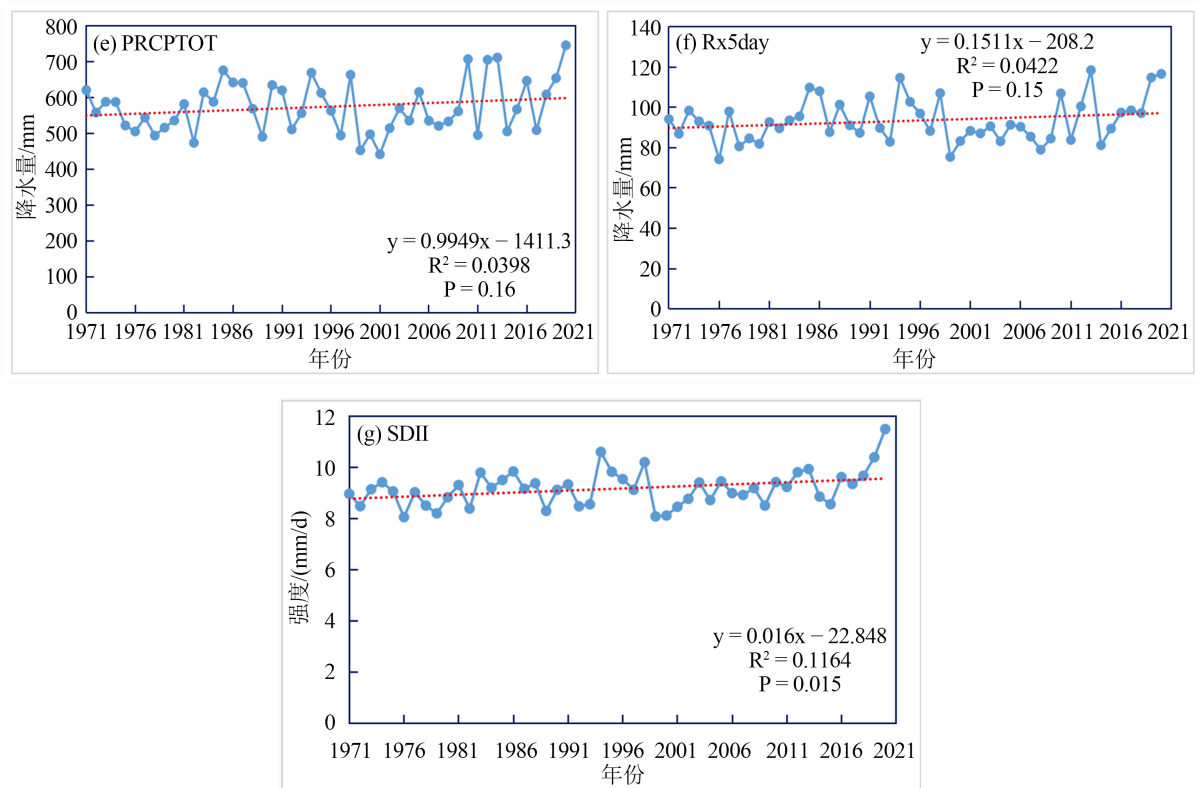 (e) PRCPTOT
800
700
600
500
400
300
200
100
0
降水量/mm
y = 0.9949x − 1411.3
R² = 0.0398
P = 0.16
1971 1976 1981 1986 1991 1996 2001 2006 2011 2016 2021
年份
(f) Rx5day
140
120
100
80
60
40
20
0
降水量/mm
y = 0.1511x − 208.2
R² = 0.0422
P = 0.15
1971 1976 1981 1986 1991 1996 2001 2006 2011 2016 2021
年份
(g) SDII
12
10
8
6
4
2
0
强度/(mm/d)
y = 0.016x − 22.848
R² = 0.1164
P = 0.015
1971 1976 1981 1986 1991 1996 2001 2006 2011 2016 2021
年份